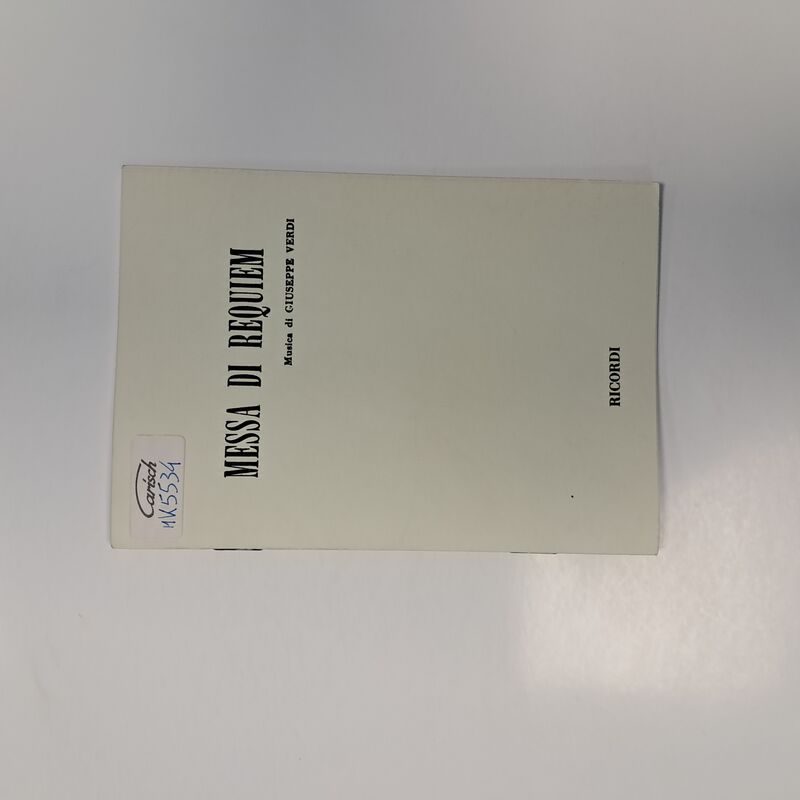 Carisch
MK5534
MESSA DI REQUIEM
Musica di GIUSEPPE VERDI
RICORDI